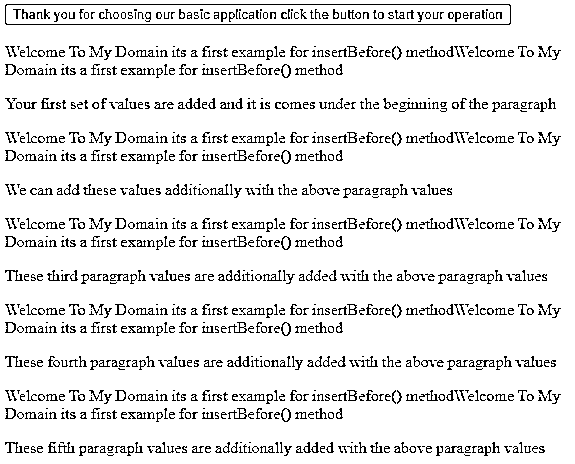 Thank you for choosing our basic application click the button to start your operation
Welcome To My Domain its a first example for insertBefore() methodWelcome To My
Domain its a first example for insertBefore() method
Your first set of values are added and it is comes under the beginning of the paragraph
Welcome To My Domain its a first example for insertBefore() methodWelcome To My
Domain its a first example for insertBefore() method
We can add these values additionally with the above paragraph values
Welcome To My Domain its a first example for insertBefore() methodWelcome To My
Domain its a first example for insertBefore() method
These third paragraph values are additionally added with the above paragraph values
Welcome To My Domain its a first example for insertBefore() methodWelcome To My
Domain its a first example for insertBefore() method
These fourth paragraph values are additionally added with the above paragraph values
Welcome To My Domain its a first example for insertBefore() methodWelcome To My
Domain its a first example for insertBefore() method
These fifth paragraph values are additionally added with the above paragraph values